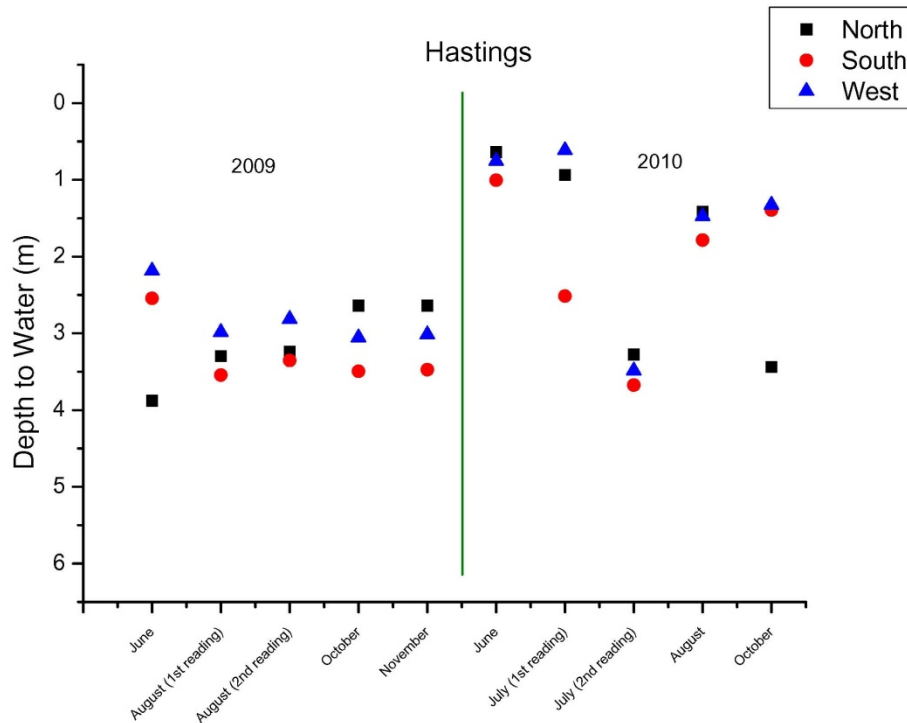 Hastings
North
South
West
2009
2010
Depth to Water (m)
0
1
2
3
4
5
6
June
August (1st reading)
August (2nd reading)
October
November
June
July (1st reading)
July (2nd reading)
August
October